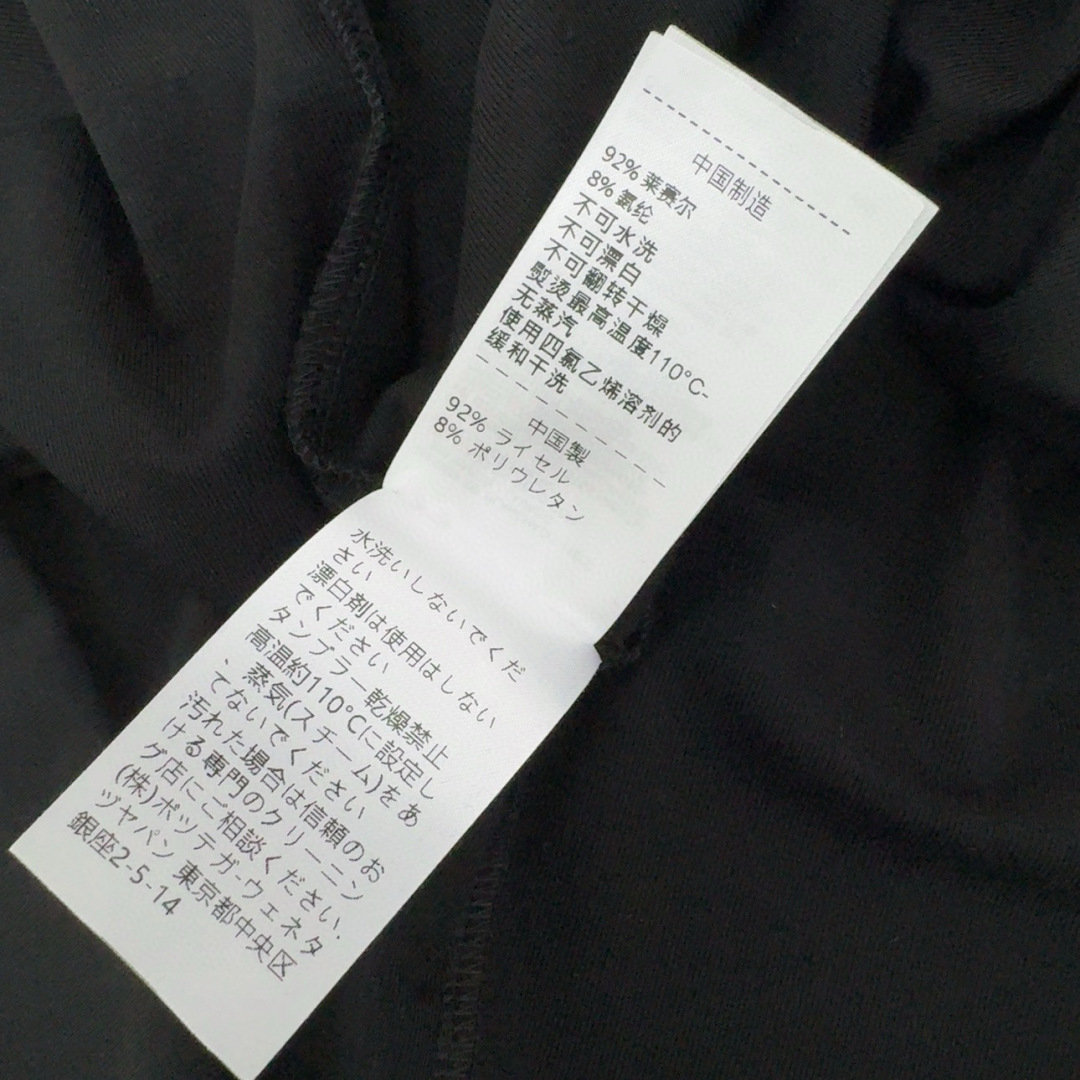 中国制造
92% 莱赛尔
8% 氨纶
不可水洗
不可漂白
不可翻转干燥
熨烫最高温度110°C-
无蒸汽
使用四氯乙烯溶剂的
缓和干洗
中国製
92% ライセル
8% ポリウレタン
水洗いしないでくだ
さい
漂白剤は使用はしない
でください
タンブラー乾燥禁止
高温約110°Cに設定し
、蒸気(スチーム)をあ
てないでください
汚れた場合は信頼のお
ける専門のクリーニン
グ店にご相談ください.
(株)ボッテガ-ウェネタ
ヅヤパン 東京都中央区
銀座2-5-14